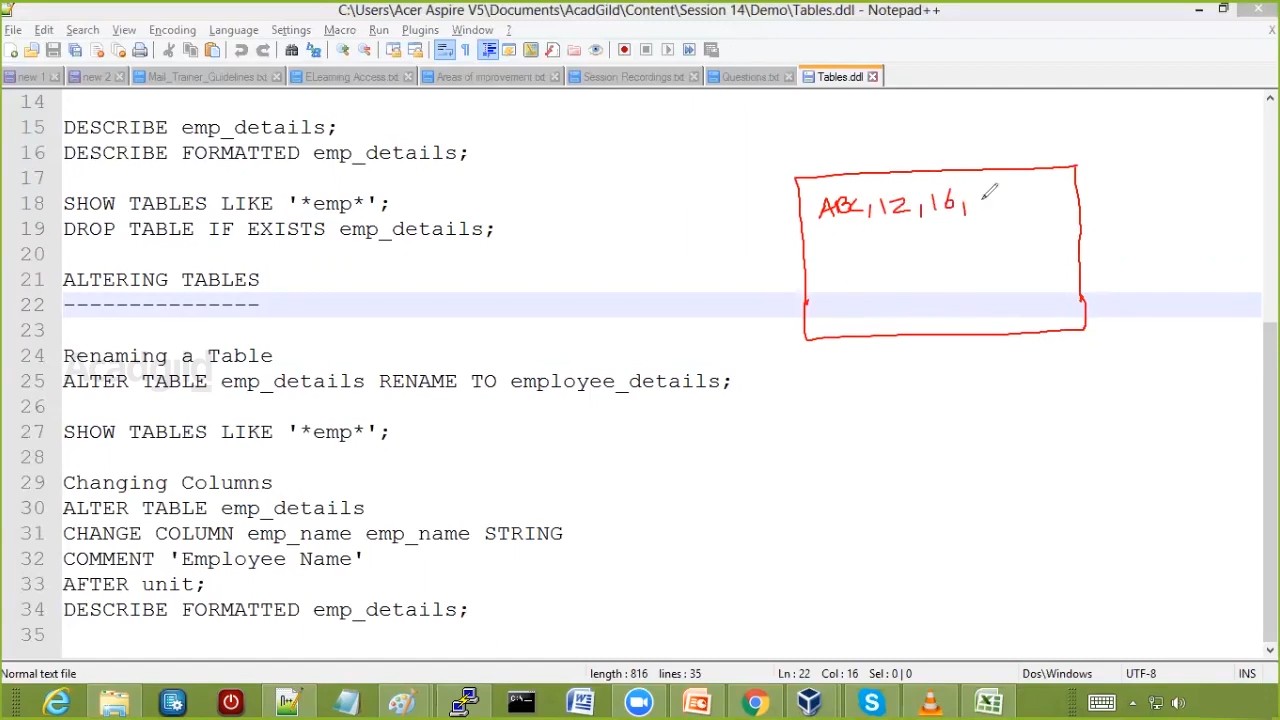 C:\Users\Acer Aspire V5\Documents\AcadGild\Content\Session 14\Demo\Tables.ddl - Notepad++
File Edit Search View Encoding Language Settings Macro Run Plugins Window ? X
new 1 new 2 Mail_Trainer_Guidelines.txt ELearning Access.txt Areas of improvement.txt Session Recordings.txt Questions.txt Tables.ddl
14
15 DESCRIBE emp_details;
16 DESCRIBE FORMATTED emp_details;
17
18 SHOW TABLES LIKE '*emp*';
ABC, 12, 16,
19 DROP TABLE IF EXISTS emp_details;
20
21 ALTERING TABLES
22 ---------------
23
24 Renaming a Table
Acadgild
25 ALTER TABLE emp_details RENAME TO employee_details;
26
27 SHOW TABLES LIKE '*emp*';
28
29 Changing Columns
30 ALTER TABLE emp_details
31 CHANGE COLUMN emp_name emp_name STRING
32 COMMENT 'Employee Name'
33 AFTER unit;
34 DESCRIBE FORMATTED emp_details;
35
Normal text file length : 816 lines : 35 Ln : 22 Col : 16 Sel : 0 | 0 Dos\Windows UTF-8 INS